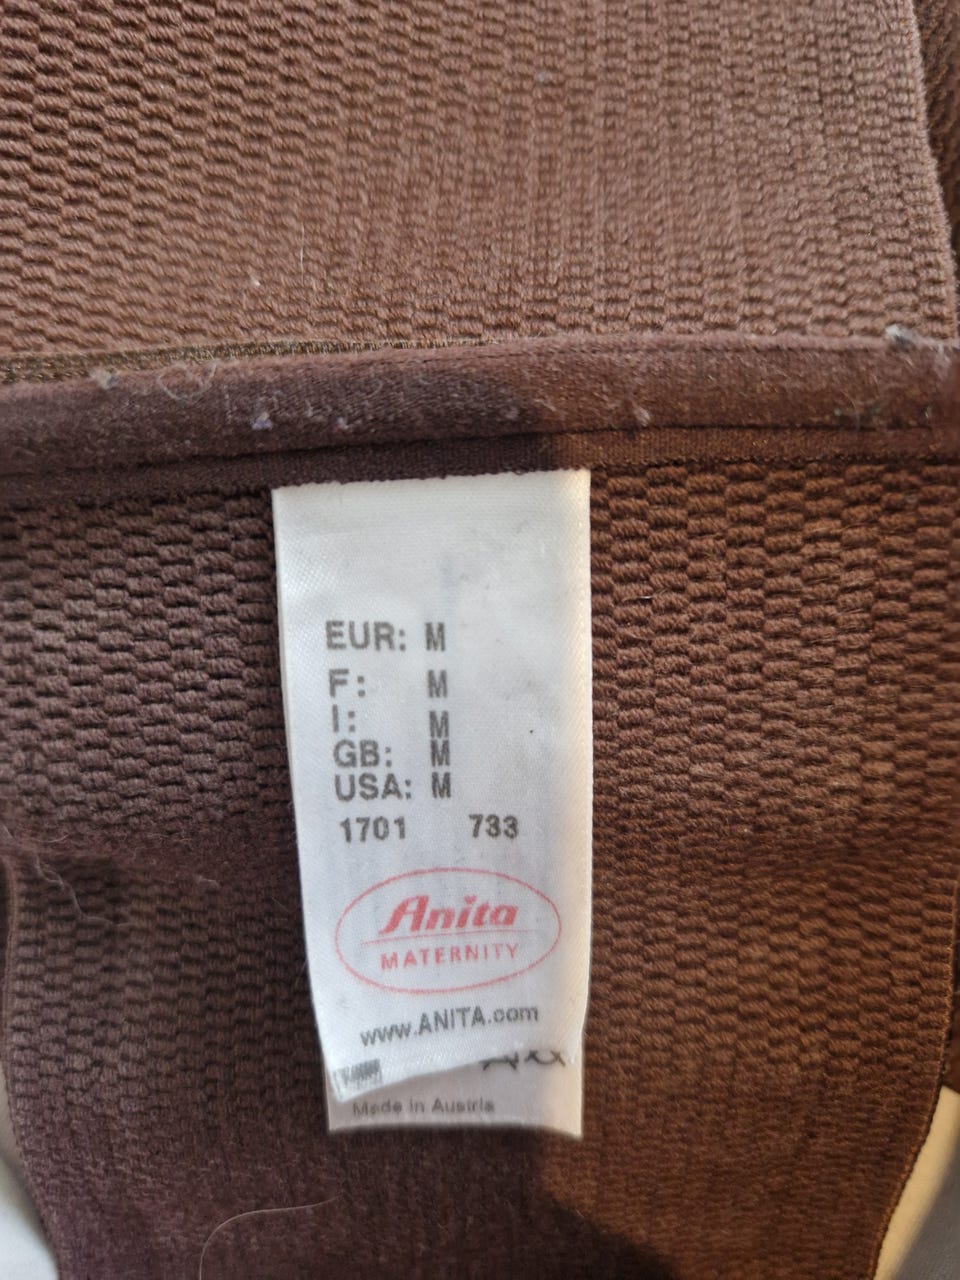 EUR: M
F: M
I: M
GB: M
USA: M
1701 733
Anita
MATERNITY
www.ANITA.com
Made in Austria